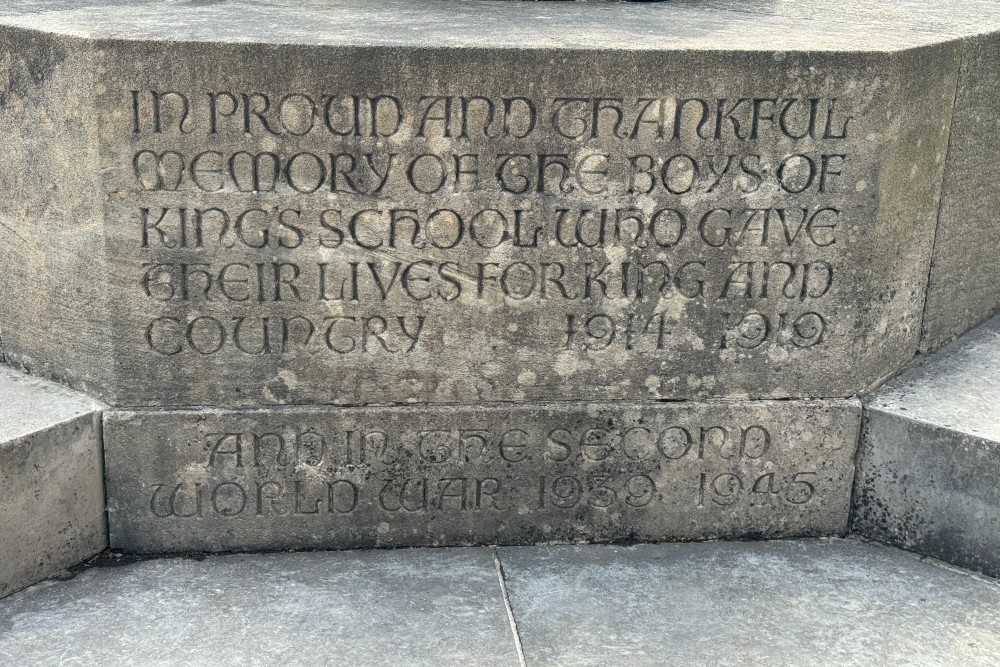 IN PROUD AND THANKFUL
MEMORY OF THE BOYS OF
KING'S SCHOOL WHO GAVE
THEIR LIVES FOR KING AND
COUNTRY 1914 1919
AND IN THE SECOND
WORLD WAR 1939 1945